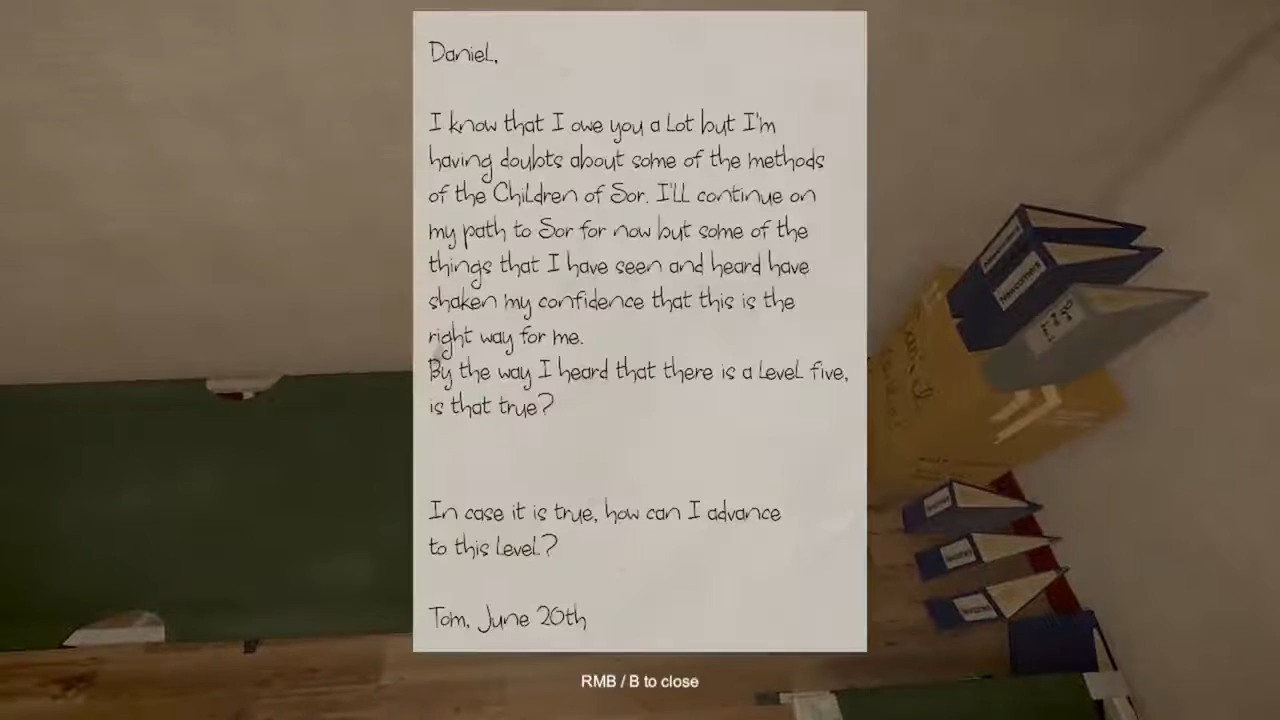 Daniel,
I know that I owe you a lot but I'm
having doubts about some of the methods
of the Children of Sor. I'll continue on
my path to Sor for now but some of the
things that I have seen and heard have
shaken my confidence that this is the
right way for me.
By the way I heard that there is a level five,
is that true?
In case it is true, how can I advance
to this level?
Tom, June 20th
Newcomers
Newcomers
RMB / B to close